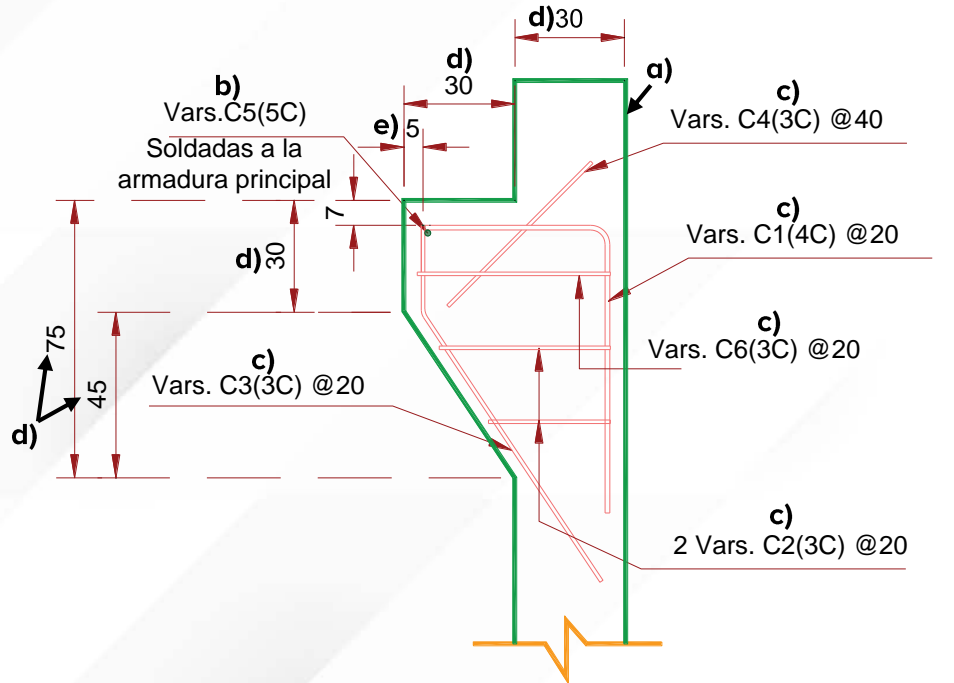 d) 30
d)
30
b)
Vars.C5(5C)
Soldadas a la
armadura principal
e) 5
a)
c)
Vars. C4(3C) @40
7
c)
Vars. C1(4C) @20
d) 30
c)
Vars. C6(3C) @20
75
45
d)
c)
Vars. C3(3C) @20
c)
2 Vars. C2(3C) @20